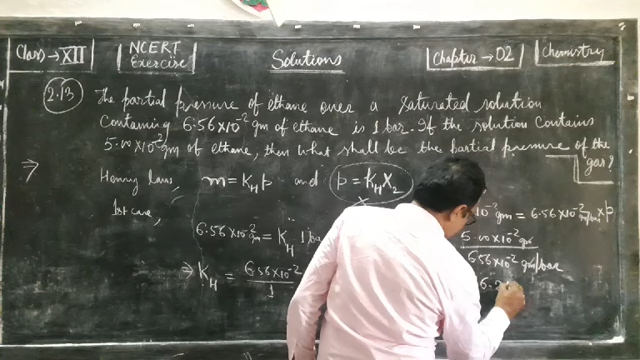 Class → XII
NCERT Exercise
Solutions
Chapter → 02
Chemistry
2.13
The partial pressure of ethane over a saturated solution
containing 6.56×10⁻² gm of ethane is 1 bar. If the solution contains
5.00×10⁻² gm of ethane, then what shall be the partial pressure of the gas?
⇒ Henry law, m = K_H p and p = K_H X₂
1st case,
6.56×10⁻² gm = K_H 1 ba
⇒ K_H = 6.56×10⁻² / 1
gm = 6.56×10⁻² × p
5.00×10⁻² gm
6.56×10⁻² gm/bar